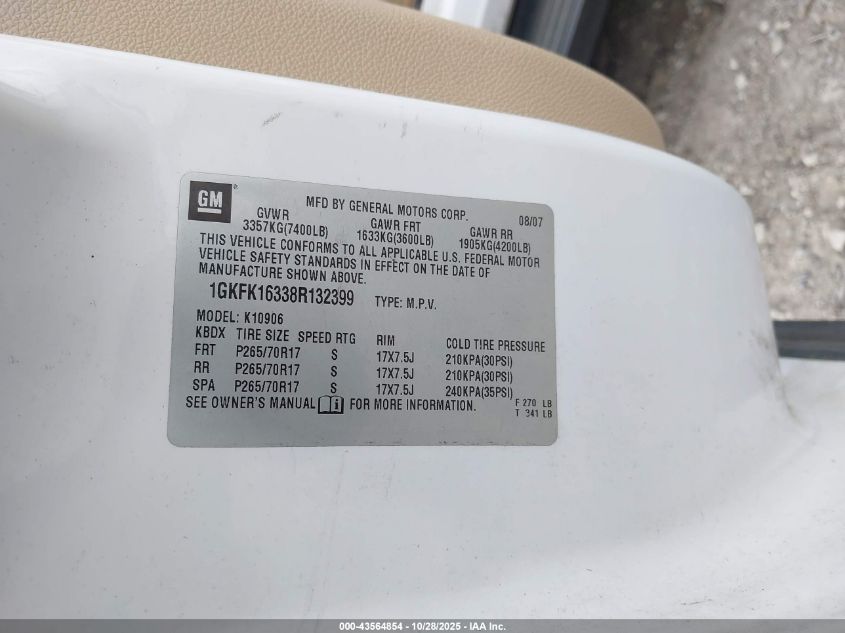 GM
MFD BY GENERAL MOTORS CORP. 08/07
GVWR GAWR FRT GAWR RR
3357KG(7400LB) 1633KG(3600LB) 1905KG(4200LB)
THIS VEHICLE CONFORMS TO ALL APPLICABLE U.S. FEDERAL MOTOR
VEHICLE SAFETY STANDARDS IN EFFECT ON THE DATE OF
MANUFACTURE SHOWN ABOVE.
1GKFK16338R132399 TYPE: M.P.V.
MODEL: K10906
KBDX TIRE SIZE SPEED RTG RIM COLD TIRE PRESSURE
FRT P265/70R17 S 17X7.5J 210KPA(30PSI)
RR P265/70R17 S 17X7.5J 210KPA(30PSI)
SPA P265/70R17 S 17X7.5J 240KPA(35PSI)
SEE OWNER'S MANUAL i FOR MORE INFORMATION.
F 270 LB
T 341 LB
000-43564854 | 10/28/2025 - IAA Inc.